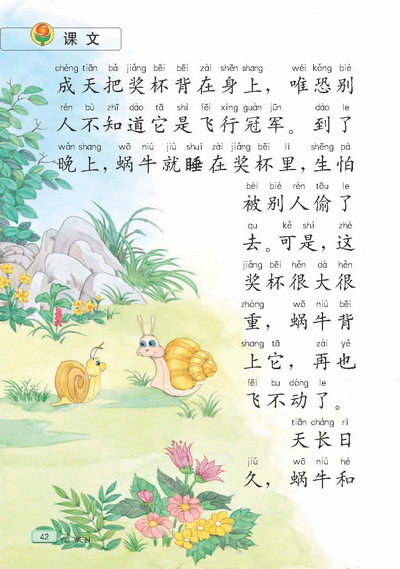 课文
chéng tiān bǎ jiǎng bēi bēi zài shēn shang wéi kǒng bié
成天把奖杯背在身上，唯恐别
rén bù zhī dào tā shì fēi xíng guàn jūn dào le
人不知道它是飞行冠军。到了
wǎn shang wō niú jiù shuì zài jiǎng bēi lǐ shēng pà
晚上，蜗牛就睡在奖杯里，生怕
bèi bié rén tōu le
被别人偷了
qu kě shì zhè
去。可是，这
jiǎng bēi hěn dà hěn
奖杯很大很
zhòng wō niú bēi
重，蜗牛背
shang tā zài yě
上它，再也
fēi bu dòng le
飞不动了。
tiān cháng rì
天长日
jiǔ wō niú hé
久，蜗牛和
42 YU WEN